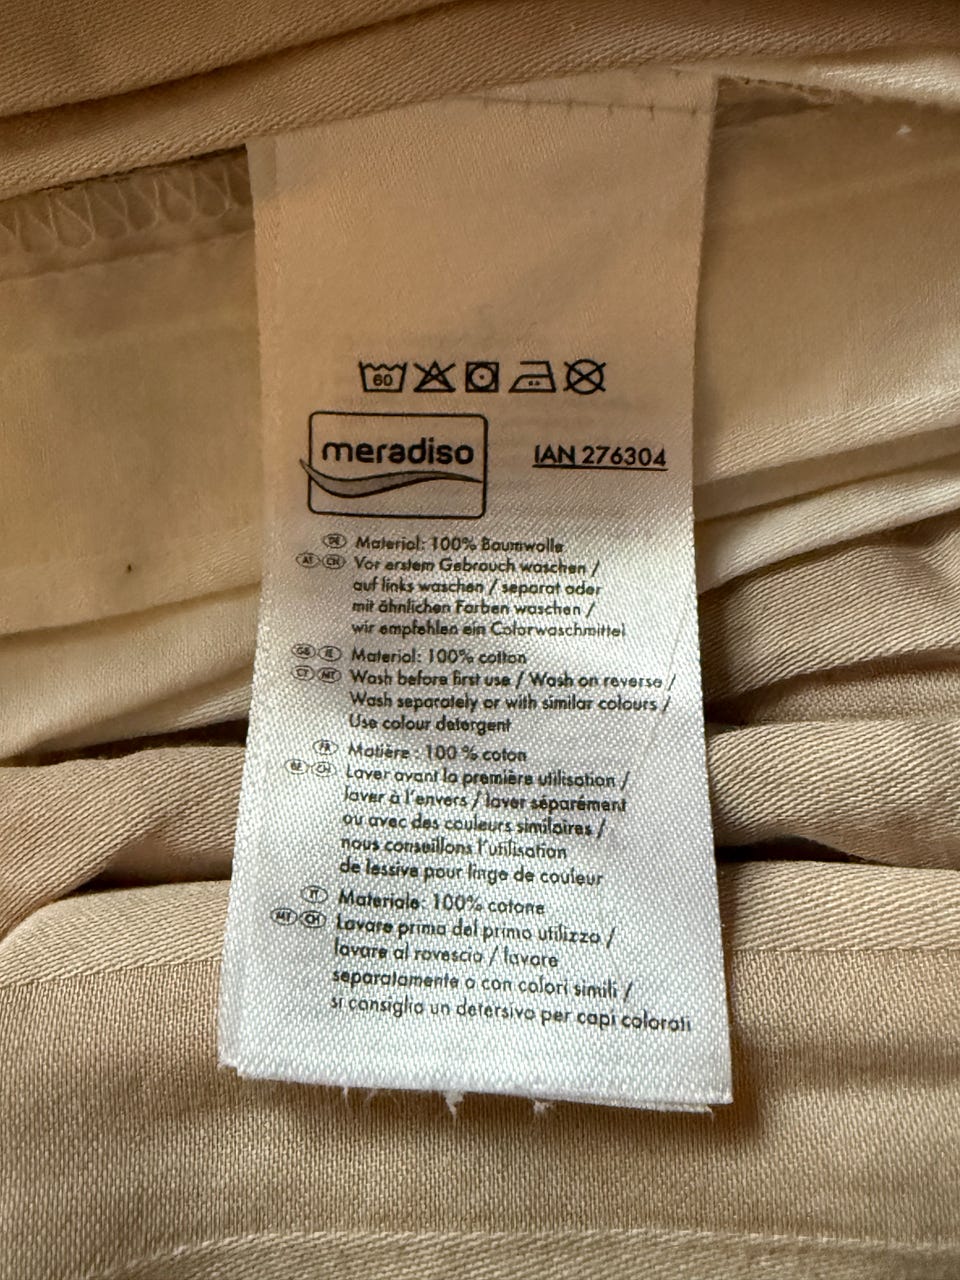 60
meradiso
IAN 276304
DE Material: 100% Baumwolle
AT CH Vor erstem Gebrauch waschen /
auf links waschen / separat oder
mit ähnlichen Farben waschen /
wir empfehlen ein Colorwaschmittel
GB IE Material: 100% cotton
CY MT Wash before first use / Wash on reverse /
Wash separately or with similar colours /
Use colour detergent
FR Matière : 100 % coton
BE CH Laver avant la première utilisation /
laver à l'envers / laver séparément
ou avec des couleurs similaires /
nous conseillons l'utilisation
de lessive pour linge de couleur
IT Materiale: 100% cotone
MT CH Lavare prima del primo utilizzo /
lavare al rovescio / lavare
separatamente o con colori simili /
si consiglia un detersivo per capi colorati